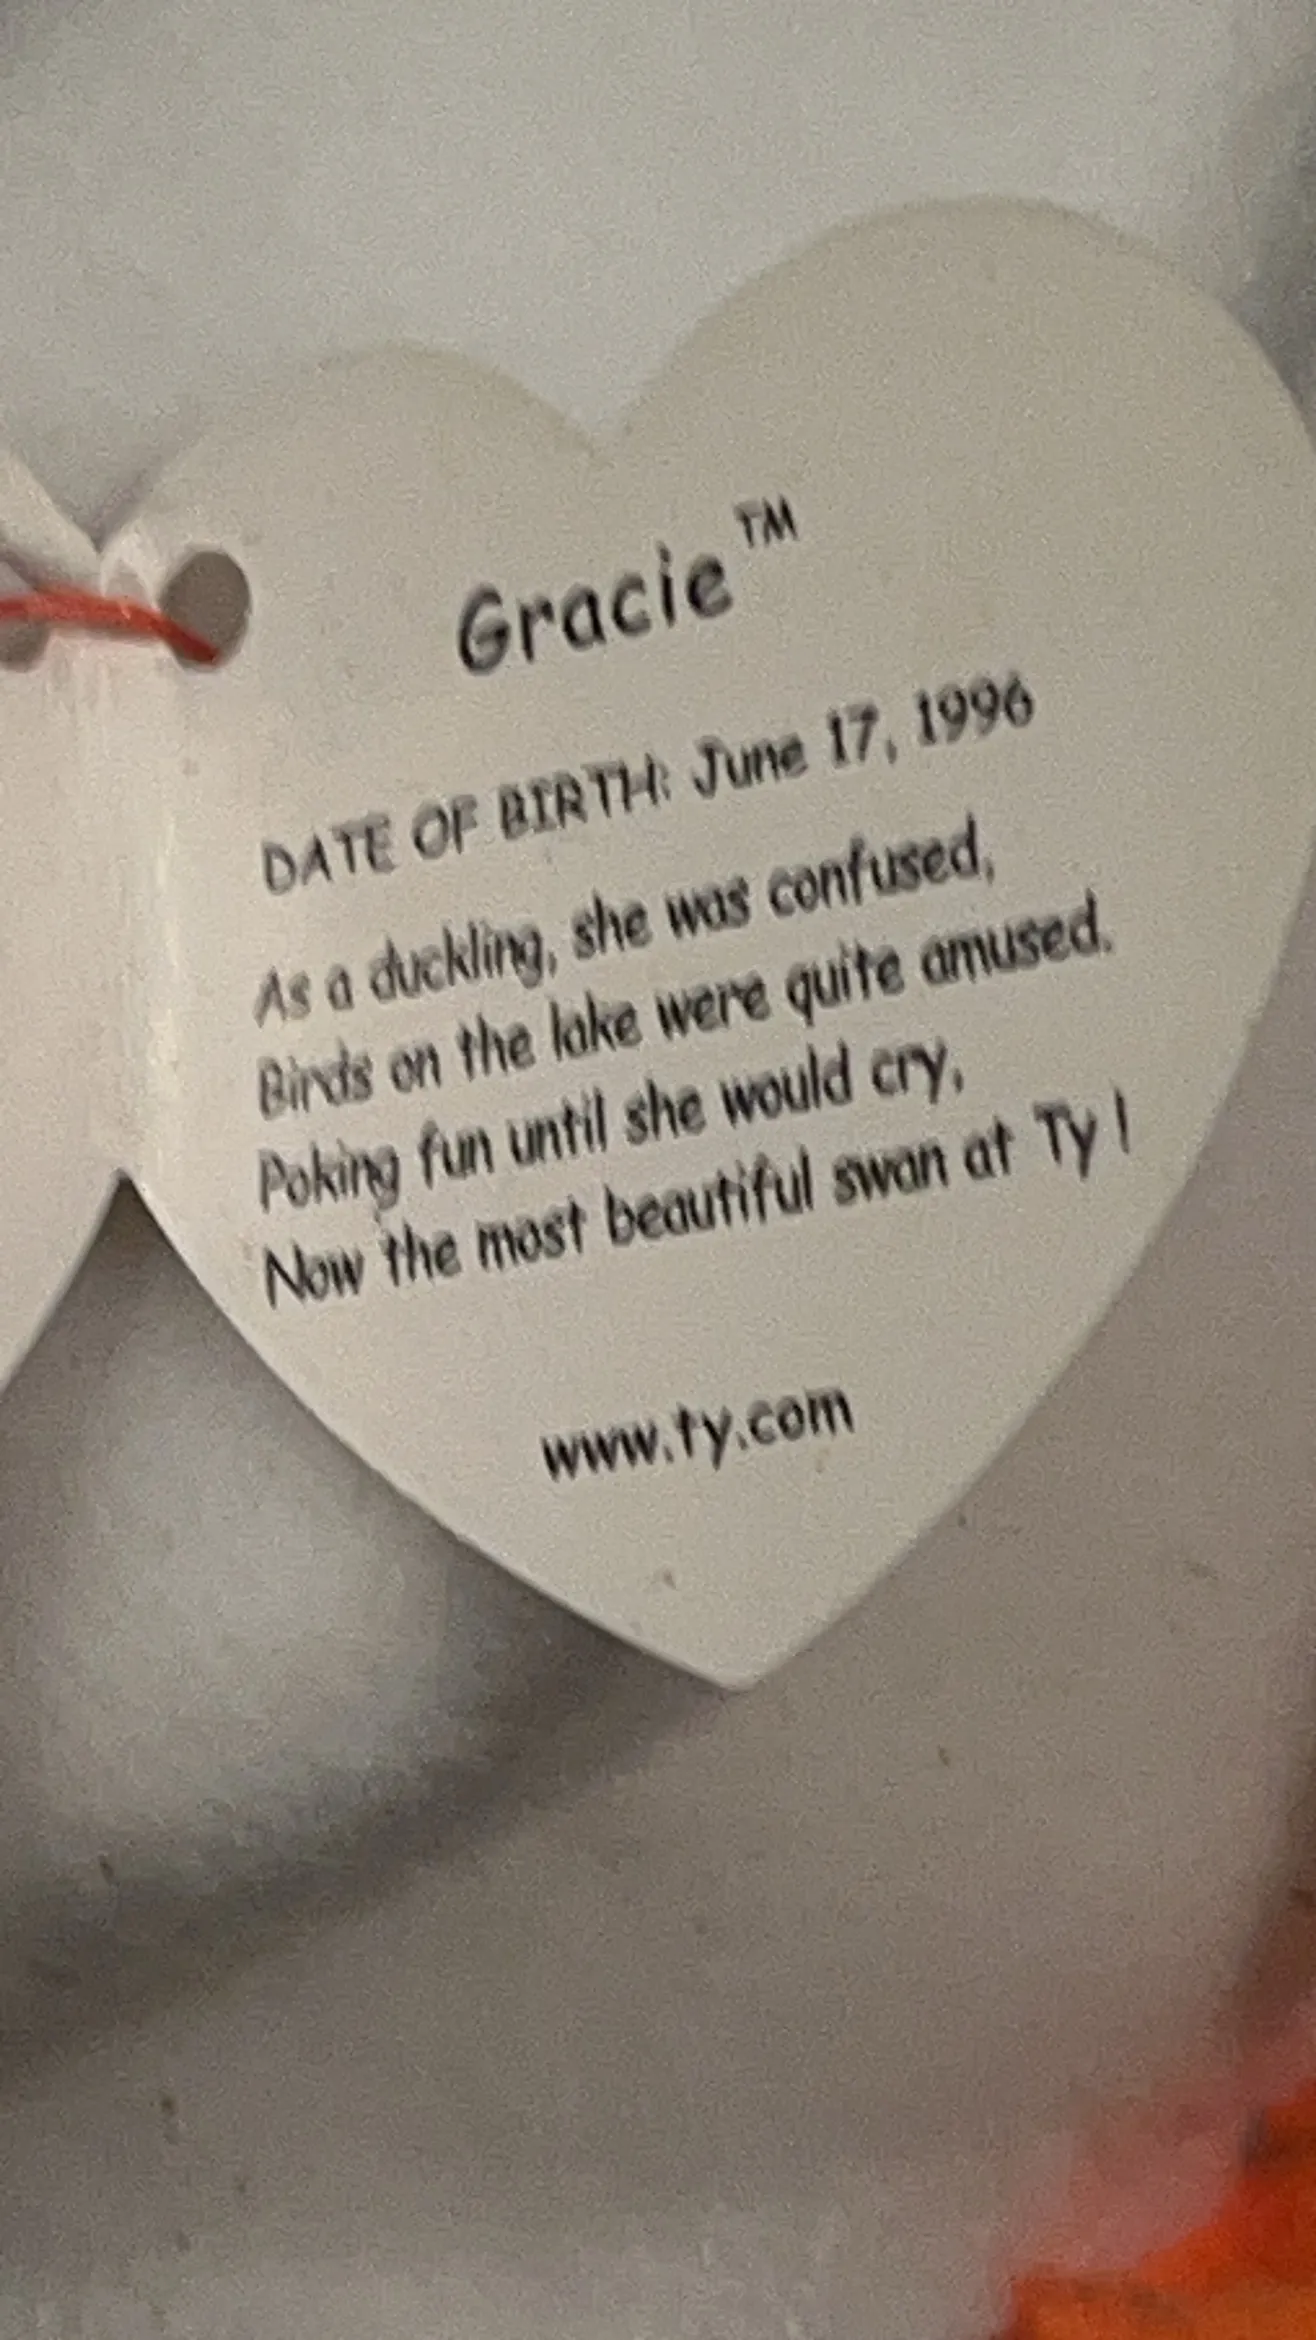 Gracie™
DATE OF BIRTH: June 17, 1996
As a duckling, she was confused,
Birds on the lake were quite amused.
Poking fun until she would cry,
Now the most beautiful swan at Ty !
www.ty.com